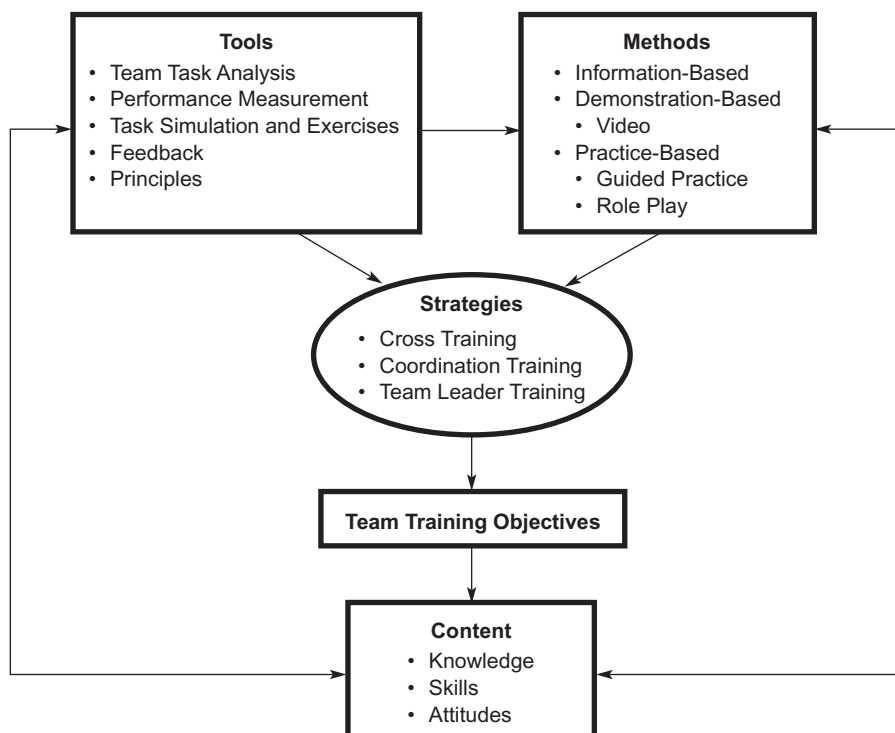 Tools
• Team Task Analysis
• Performance Measurement
• Task Simulation and Exercises
• Feedback
• Principles
Methods
• Information-Based
• Demonstration-Based
• Video
• Practice-Based
• Guided Practice
• Role Play
Strategies
• Cross Training
• Coordination Training
• Team Leader Training
Team Training Objectives
Content
• Knowledge
• Skills
• Attitudes